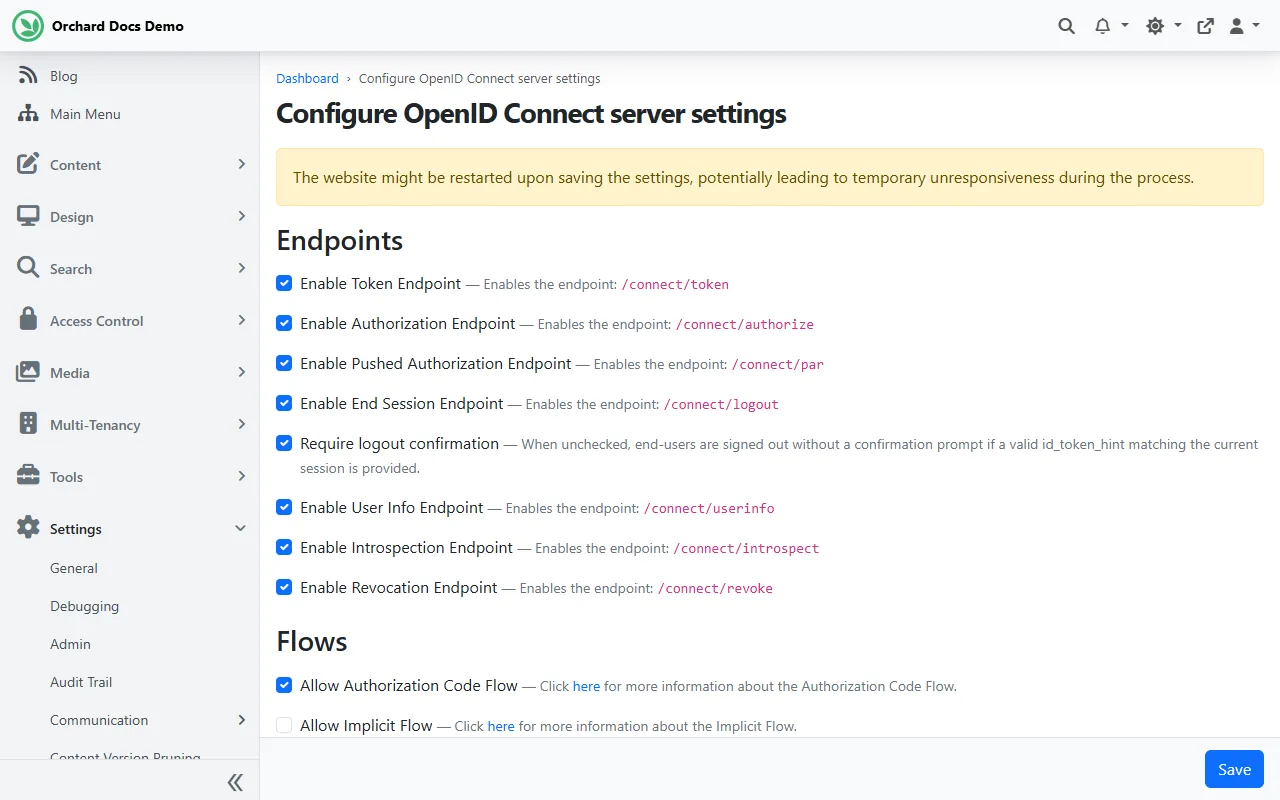 Orchard Docs Demo
Blog
Main Menu
Content
Design
Search
Access Control
Media
Multi-Tenancy
Tools
Settings
General
Debugging
Admin
Audit Trail
Communication
Content Version Pruning
Dashboard › Configure OpenID Connect server settings
Configure OpenID Connect server settings
The website might be restarted upon saving the settings, potentially leading to temporary unresponsiveness during the process.
Endpoints
Enable Token Endpoint — Enables the endpoint: /connect/token
Enable Authorization Endpoint — Enables the endpoint: /connect/authorize
Enable Pushed Authorization Endpoint — Enables the endpoint: /connect/par
Enable End Session Endpoint — Enables the endpoint: /connect/logout
Require logout confirmation — When unchecked, end-users are signed out without a confirmation prompt if a valid id_token_hint matching the current
session is provided.
Enable User Info Endpoint — Enables the endpoint: /connect/userinfo
Enable Introspection Endpoint — Enables the endpoint: /connect/introspect
Enable Revocation Endpoint — Enables the endpoint: /connect/revoke
Flows
Allow Authorization Code Flow — Click here for more information about the Authorization Code Flow.
Allow Implicit Flow — Click here for more information about the Implicit Flow.
Save